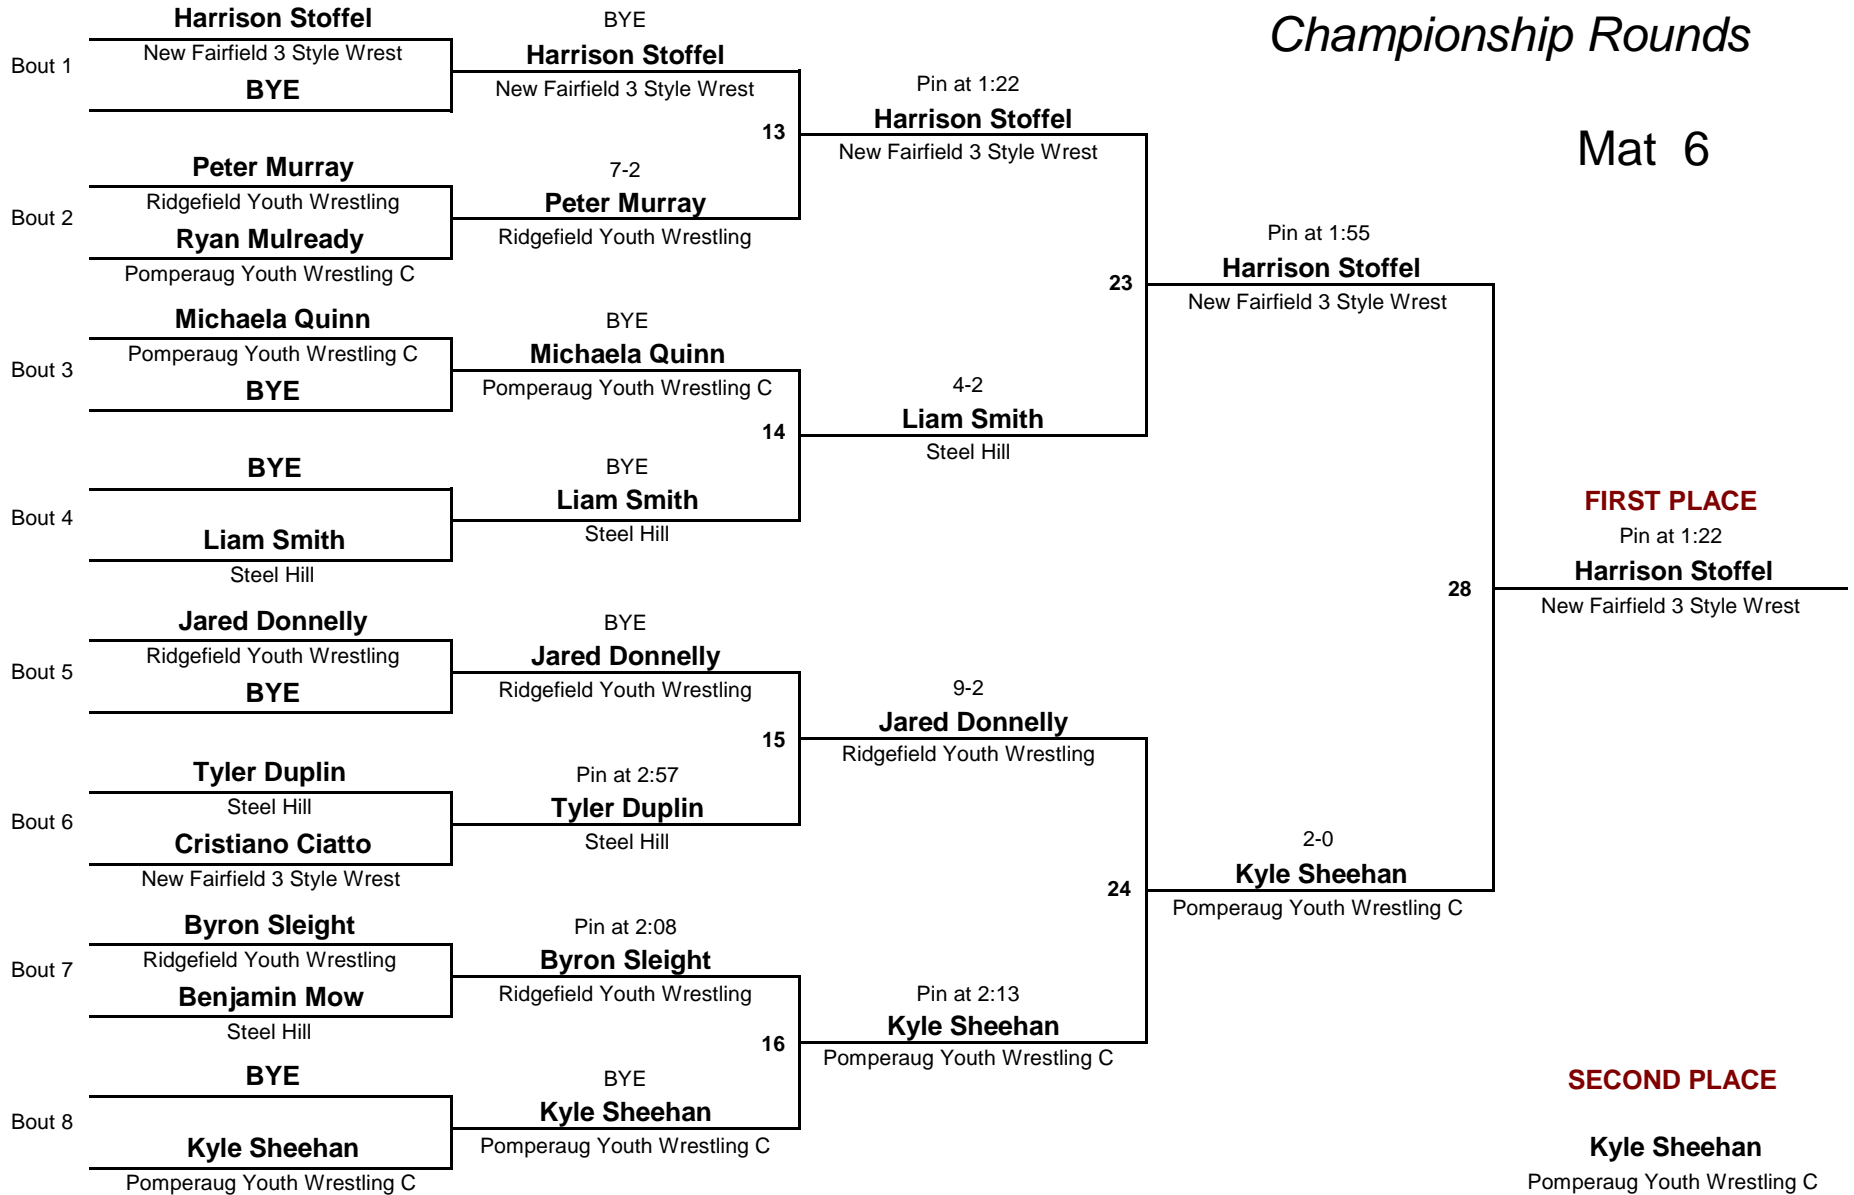 Championship Rounds
Mat 6
Bout 1
Harrison Stoffel
New Fairfield 3 Style Wrest
BYE
Bout 2
Peter Murray
Ridgefield Youth Wrestling
Ryan Mulready
Pomperaug Youth Wrestling C
Bout 3
Michaela Quinn
Pomperaug Youth Wrestling C
BYE
Bout 4
BYE
Liam Smith
Steel Hill
Bout 5
Jared Donnelly
Ridgefield Youth Wrestling
BYE
Bout 6
Tyler Duplin
Steel Hill
Cristiano Ciatto
New Fairfield 3 Style Wrest
Bout 7
Byron Sleight
Ridgefield Youth Wrestling
Benjamin Mow
Steel Hill
Bout 8
BYE
Kyle Sheehan
Pomperaug Youth Wrestling C
BYE
Harrison Stoffel
New Fairfield 3 Style Wrest
13
7-2
Peter Murray
Ridgefield Youth Wrestling
BYE
Michaela Quinn
Pomperaug Youth Wrestling C
14
BYE
Liam Smith
Steel Hill
BYE
Jared Donnelly
Ridgefield Youth Wrestling
15
Pin at 2:57
Tyler Duplin
Steel Hill
Pin at 2:08
Byron Sleight
Ridgefield Youth Wrestling
16
BYE
Kyle Sheehan
Pomperaug Youth Wrestling C
Pin at 1:22
Harrison Stoffel
New Fairfield 3 Style Wrest
23
4-2
Liam Smith
Steel Hill
9-2
Jared Donnelly
Ridgefield Youth Wrestling
24
Pin at 2:13
Kyle Sheehan
Pomperaug Youth Wrestling C
Pin at 1:55
Harrison Stoffel
New Fairfield 3 Style Wrest
28
2-0
Kyle Sheehan
Pomperaug Youth Wrestling C
FIRST PLACE
Pin at 1:22
Harrison Stoffel
New Fairfield 3 Style Wrest
SECOND PLACE
Kyle Sheehan
Pomperaug Youth Wrestling C